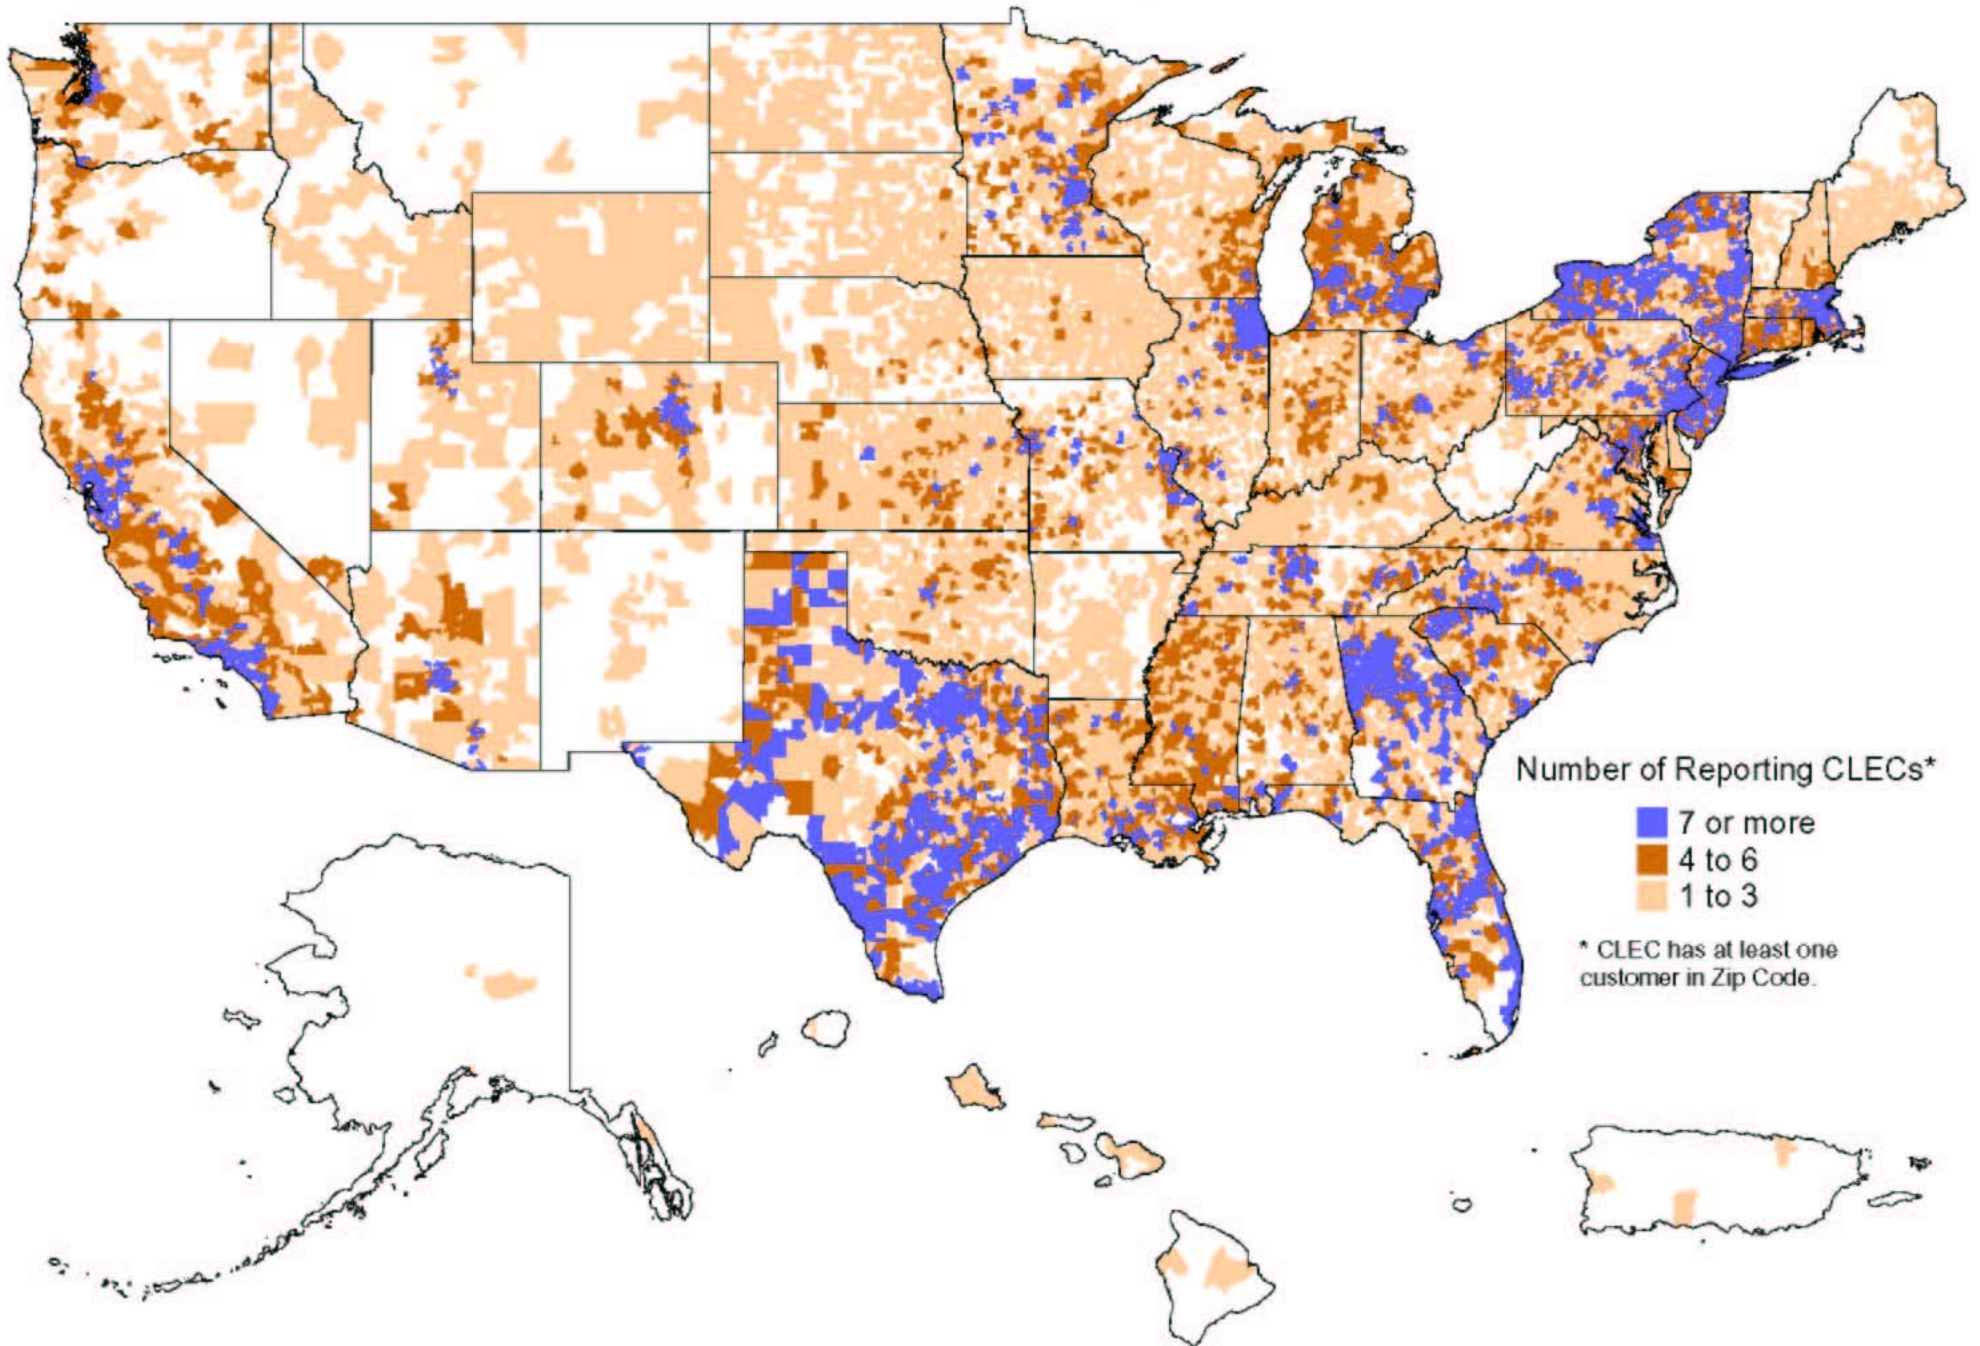 Number of Reporting CLECs*
7 or more
4 to 6
1 to 3
* CLEC has at least one
customer in Zip Code.